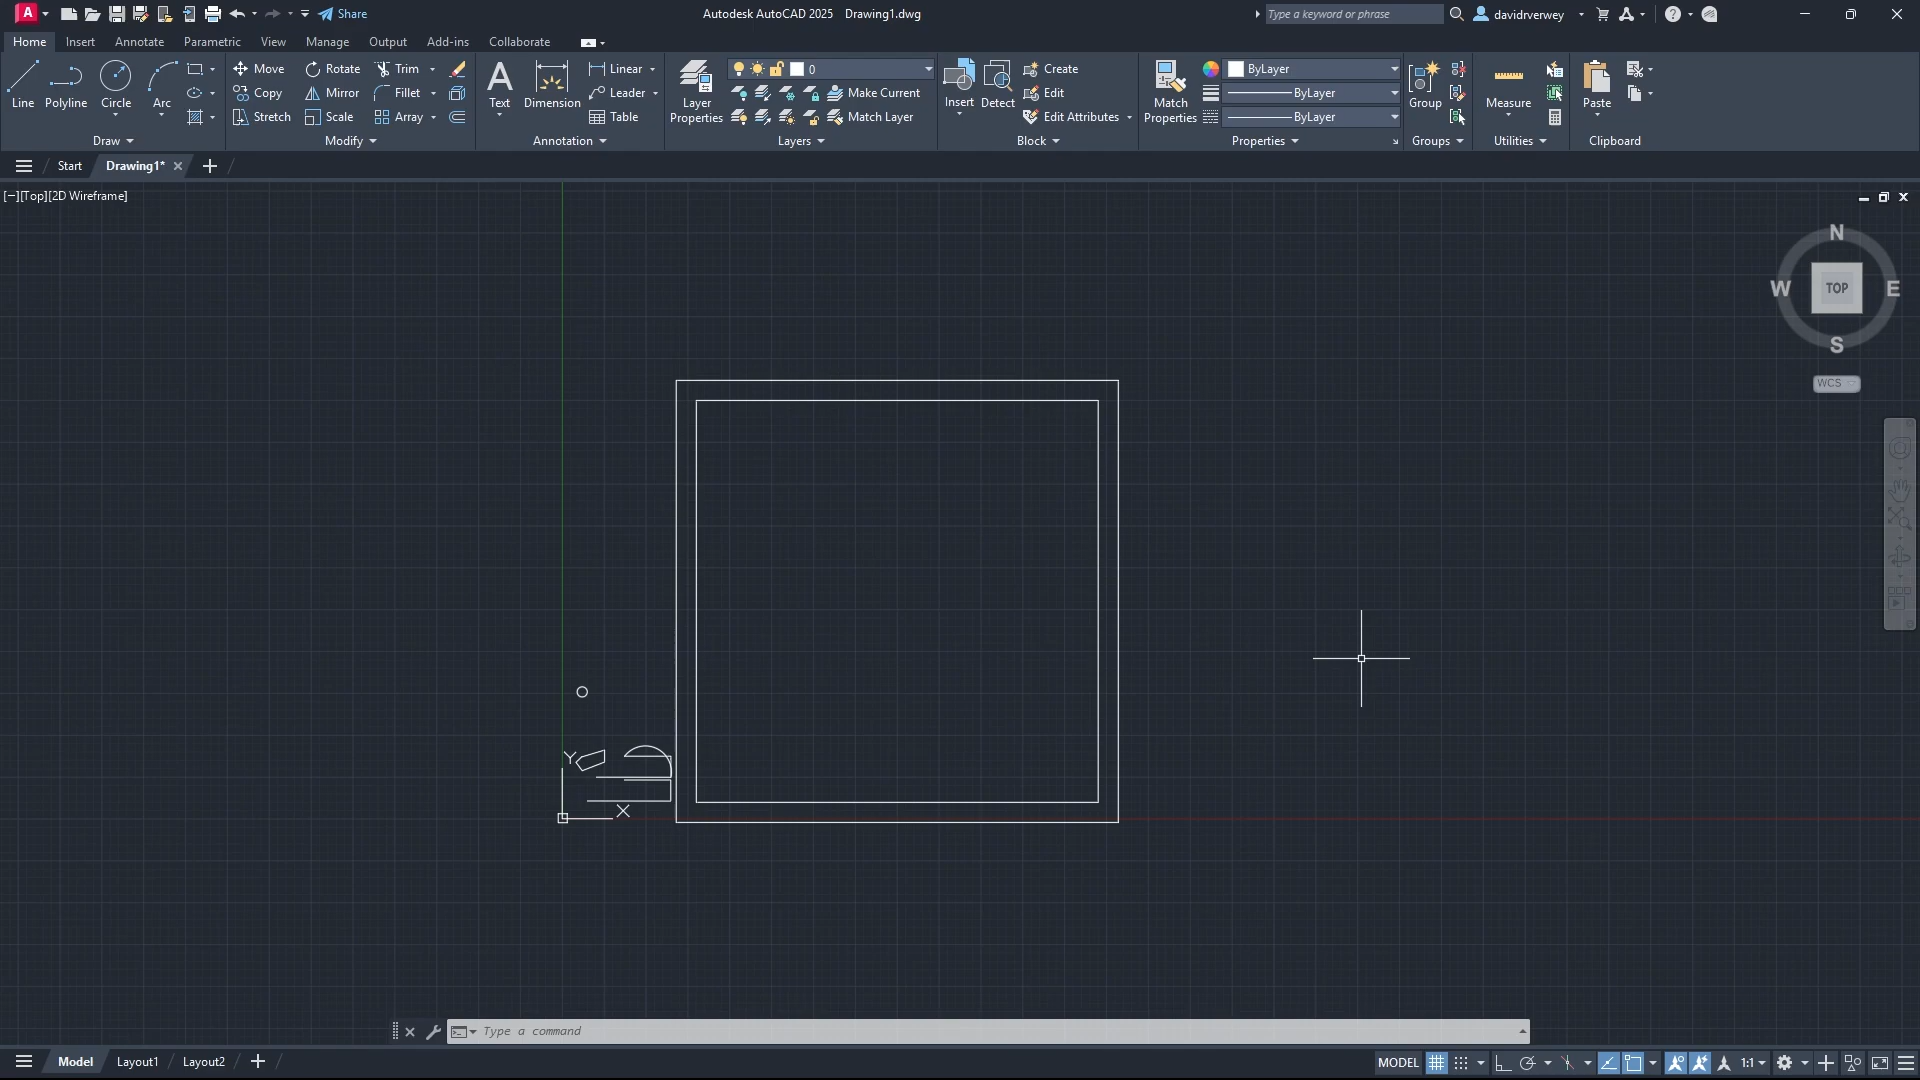 A Share Autodesk AutoCAD 2025 Drawing1.dwg Type a keyword or phrase davidrverwey
Home Insert Annotate Parametric View Manage Output Add-ins Collaborate
Move Rotate Trim Linear 0 Create ByLayer
Copy Mirror Fillet Leader Make Current Edit ByLayer
Line Polyline Circle Arc Text Dimension Layer Properties Insert Detect Match Properties Group Measure Paste
Stretch Scale Array Table Match Layer Edit Attributes ByLayer
Draw Modify Annotation Layers Block Properties Groups Utilities Clipboard
Start Drawing1*
[−][Top][2D Wireframe]
N
W TOP E
S
WCS
Y
X
Type a command
Model Layout1 Layout2 MODEL 1:1